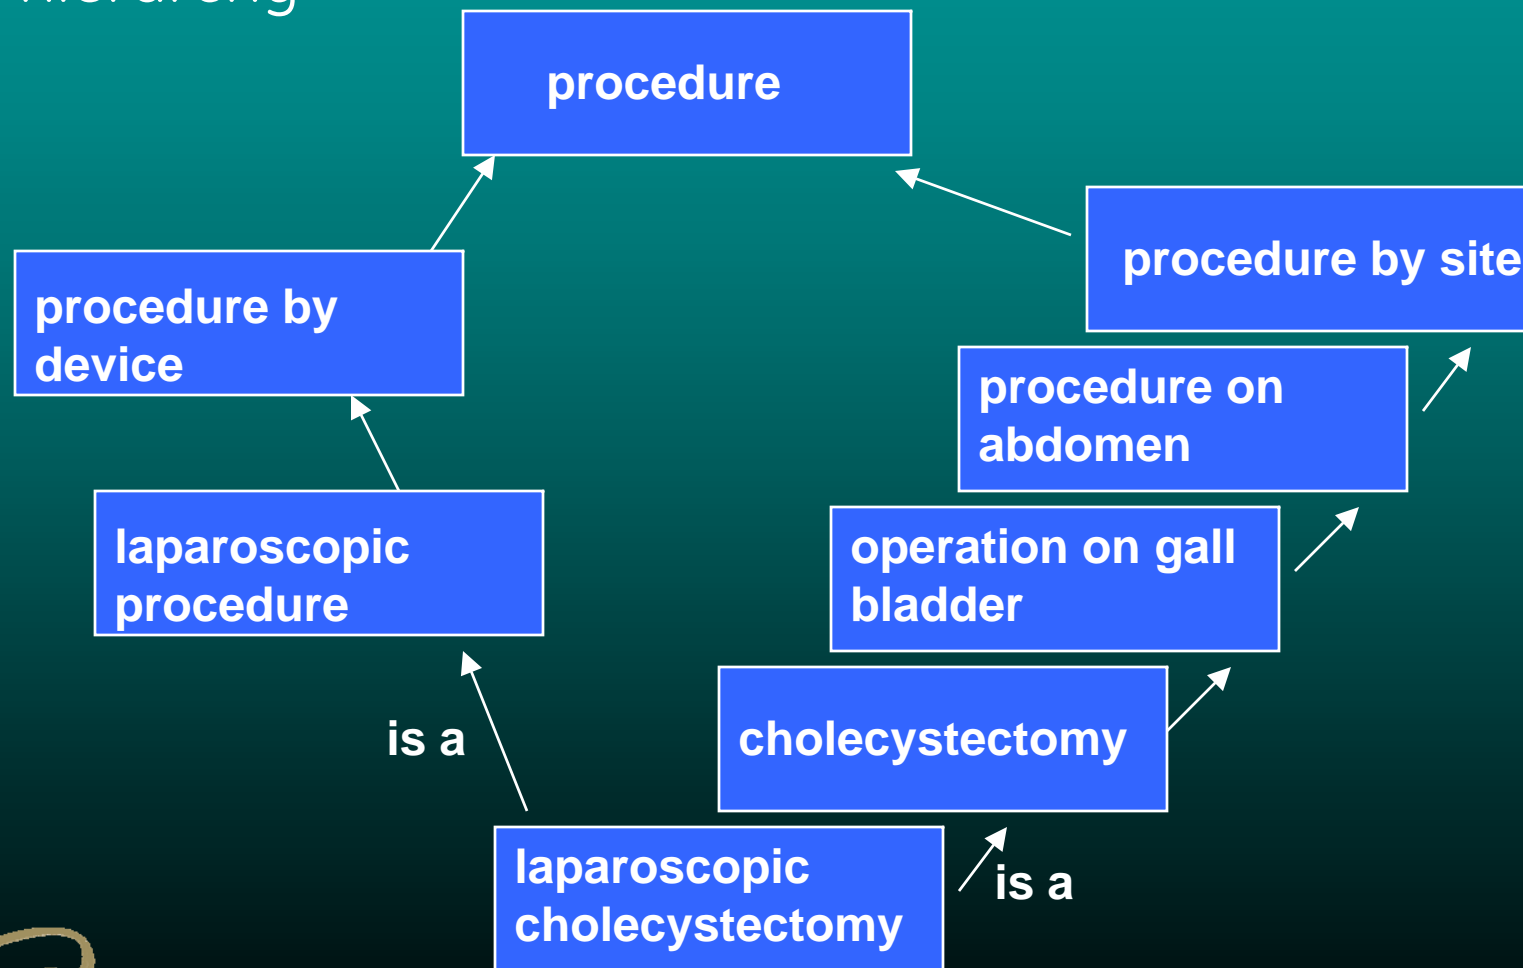 procedure
procedure by site
procedure by
device
procedure on
abdomen
laparoscopic
procedure
operation on gall
bladder
is a
cholecystectomy
laparoscopic
cholecystectomy
is a